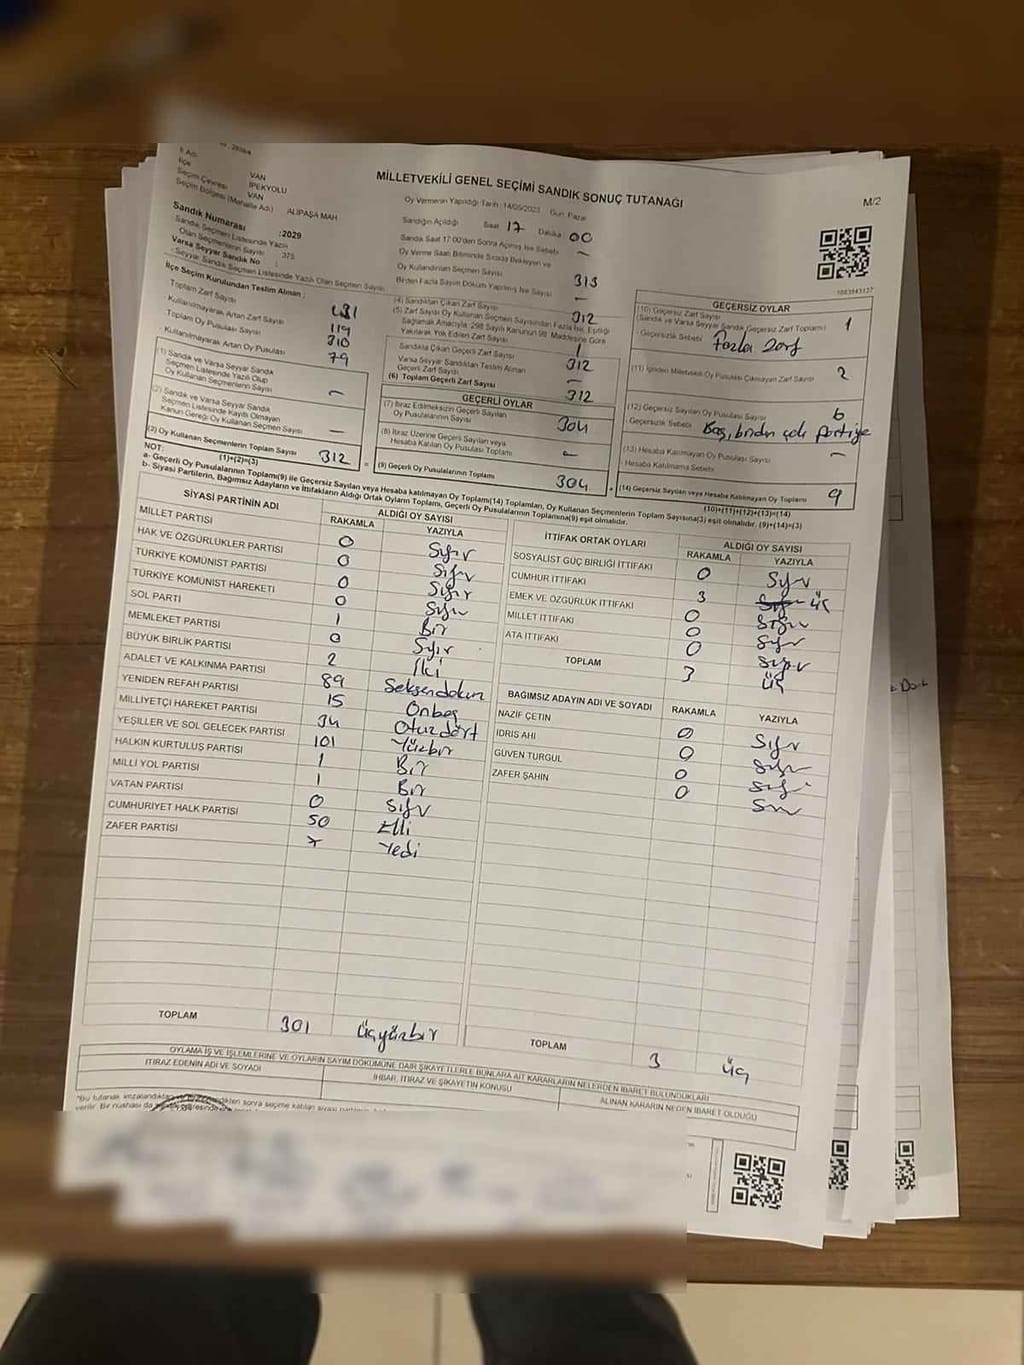 MİLLETVEKİLİ GENEL SEÇİMİ SANDIK SONUÇ TUTANAĞI
M/2
İl Adı VAN
İlçe İPEKYOLU
Seçim Çevresi VAN
Seçim Bölgesi (Mahalle Adı) ALİPAŞA MAH
Sandık Numarası :2029
Sandık Seçmen Listesinde Yazılı
Olan Seçmenlerin Sayısı : 375
Varsa Seyyar Sandık No :
Seyyar Sandık Seçmen Listesinde Yazılı Olan Seçmen Sayısı
Oy Vermenin Yapıldığı Tarih : 14/05/2023 Gün Pazar
Sandığın Açıldığı Saat 17 Dakika 00
Sandık Saat 17:00'den Sonra Açılmış İse Sebebi
Oy Verme Saati Bitiminde Sırada Bekleyen ve
Oy Kullandırılan Seçmen Sayısı 313
Birden Fazla Sayım Döküm Yapılmış İse Sayısı –
İlçe Seçim Kurulundan Teslim Alınan :
Toplam Zarf Sayısı 431
Kullanılmayarak Artan Zarf Sayısı 119
Toplam Oy Pusulası Sayısı 310
Kullanılmayarak Artan Oy Pusulası 79
(1) Sandık ve Varsa Seyyar Sandık
Seçmen Listesinde Yazılı Olup
Oy Kullanan Seçmenlerin Sayısı –
(2) Sandık ve Varsa Seyyar Sandık
Seçmen Listesinde Kayıtlı Olmayan
Kanun Gereği Oy Kullanan Seçmen Sayısı –
(3) Oy Kullanan Seçmenlerin Toplam Sayısı 312
(1)+(2)=(3)
(4) Sandıktan Çıkan Zarf Sayısı 312
(5) Zarf Sayısı Oy Kullanan Seçmen Sayısından Fazla İse, Eşitliği
Sağlamak Amacıyla 298 Sayılı Kanunun 98. Maddesine Göre
Yakılarak Yok Edilen Zarf Sayısı 1
Sandıkta Çıkan Geçerli Zarf Sayısı 312
Varsa Seyyar Sandıktan Teslim Alınan
Geçerli Zarf Sayısı –
(6) Toplam Geçerli Zarf Sayısı 312
GEÇERLİ OYLAR
(7) İtiraz Edilmeksizin Geçerli Sayılan
Oy Pusulalarının Sayısı 304
(8) İtiraz Üzerine Geçerli Sayılan veya
Hesaba Katılan Oy Pusulası Toplamı –
(9) Geçerli Oy Pusulalarının Toplamı 304
1083843137
GEÇERSİZ OYLAR
(10) Geçersiz Zarf Sayısı
(Sandık ve Varsa Seyyar Sandık Geçersiz Zarf Toplamı) 1
Geçersizlik Sebebi Fazla Zarf
(11) İçinden Milletvekili Oy Pusulası Çıkmayan Zarf Sayısı 2
(12) Geçersiz Sayılan Oy Pusulası Sayısı 6
Geçersizlik Sebebi Boş, birden çok partiye
(13) Hesaba Katılmayan Oy Pusulası Sayısı –
Hesaba Katılmama Sebebi
(14) Geçersiz Sayılan veya Hesaba Katılmayan Oy Toplamı 9
(10)+(11)+(12)+(13)=(14)
NOT:
a- Geçerli Oy Pusulalarının Toplamı(9) ile Geçersiz Sayılan veya Hesaba katılmayan Oy Toplamı(14) Toplamları, Oy Kullanan Seçmenlerin Toplam Sayısına(3) eşit olmalıdır. (9)+(14)=(3)
b- Siyasi Partilerin, Bağımsız Adayların ve İttifakların Aldığı Ortak Oyların Toplamı, Geçerli Oy Pusulalarının Toplamına(9) eşit olmalıdır.
SİYASİ PARTİNİN ADI ALDIĞI OY SAYISI
RAKAMLA YAZIYLA
MİLLET PARTİSİ 0 Sıfır
HAK VE ÖZGÜRLÜKLER PARTİSİ 0 Sıfır
TÜRKİYE KOMÜNİST PARTİSİ 0 Sıfır
TÜRKİYE KOMÜNİST HAREKETİ 0 Sıfır
SOL PARTİ 1 Bir
MEMLEKET PARTİSİ 0 Sıfır
BÜYÜK BİRLİK PARTİSİ 2 İki
ADALET VE KALKINMA PARTİSİ 89 Seksendokuz
YENİDEN REFAH PARTİSİ 15 Onbeş
MİLLİYETÇİ HAREKET PARTİSİ 34 Otuzdört
YEŞİLLER VE SOL GELECEK PARTİSİ 101 Yüzbir
HALKIN KURTULUŞ PARTİSİ 1 Bir
MİLLİ YOL PARTİSİ 1 Bir
VATAN PARTİSİ 0 Sıfır
CUMHURİYET HALK PARTİSİ 50 Elli
ZAFER PARTİSİ 7 Yedi
TOPLAM 301 Üçyüzbir
İTTİFAK ORTAK OYLARI ALDIĞI OY SAYISI
RAKAMLA YAZIYLA
SOSYALİST GÜÇ BİRLİĞİ İTTİFAKI 0 Sıfır
CUMHUR İTTİFAKI 3 üç
EMEK VE ÖZGÜRLÜK İTTİFAKI 0 Sıfır
MİLLET İTTİFAKI 0 Sıfır
ATA İTTİFAKI 0 Sıfır
TOPLAM 3 üç
BAĞIMSIZ ADAYIN ADI VE SOYADI RAKAMLA YAZIYLA
NAZİF ÇETİN 0 Sıfır
İDRİS AHİ 0 Sıfır
GÜVEN TURGUL 0 Sıfır
ZAFER ŞAHİN 0 Sıfır
TOPLAM 3 üç
OYLAMA İŞ VE İŞLEMLERİNE VE OYLARIN SAYIM DÖKÜMÜNE DAİR ŞİKAYETLERLE BUNLARA AİT KARARLARIN NELERDEN İBARET BULUNDUKLARI
İTİRAZ EDENİN ADI VE SOYADI
İHBAR, İTİRAZ VE ŞİKAYETİN KONUSU
ALINAN KARARIN NEDEN İBARET OLDUĞU